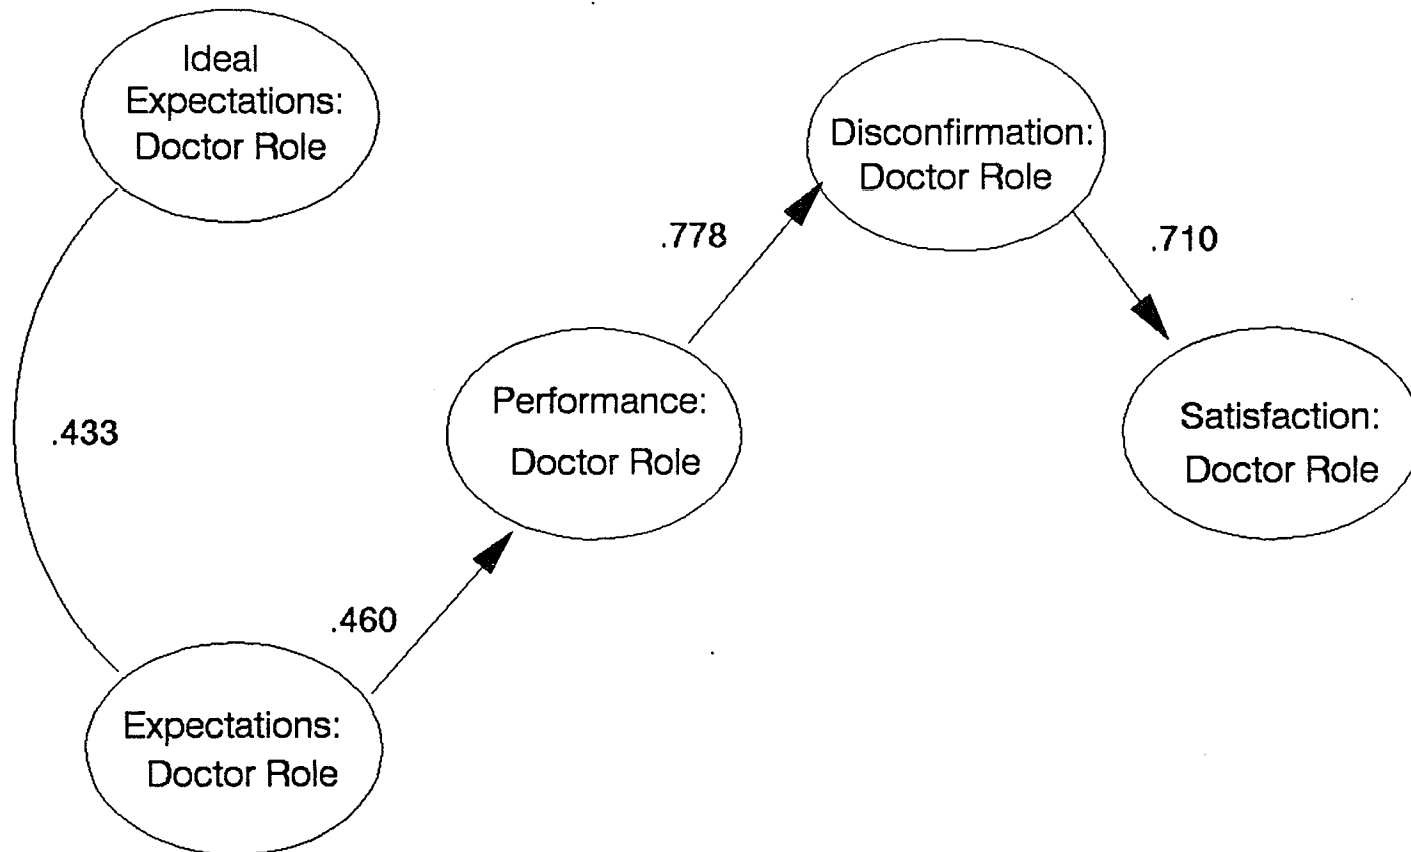 Ideal
Expectations:
Doctor Role
Disconfirmation:
Doctor Role
.778
.710
Performance:
Doctor Role
Satisfaction:
Doctor Role
.433
.460
Expectations:
Doctor Role